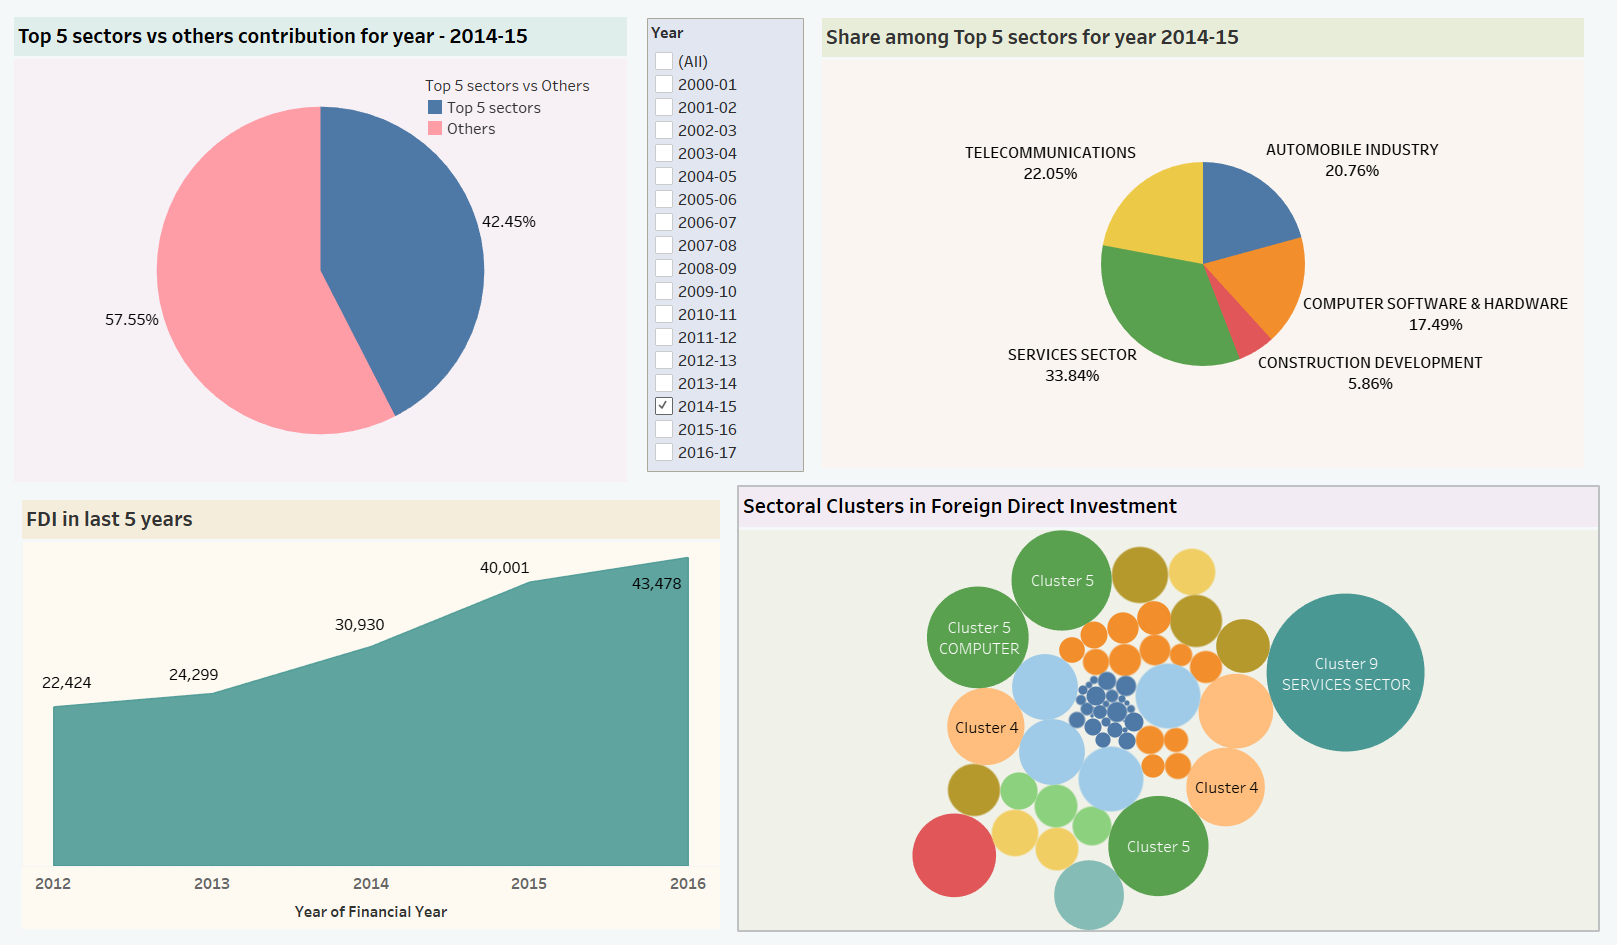 Top 5 sectors vs others contribution for year - 2014-15
Top 5 sectors vs Others
Top 5 sectors
Others
42.45%
57.55%
Year
(All)
2000-01
2001-02
2002-03
2003-04
2004-05
2005-06
2006-07
2007-08
2008-09
2009-10
2010-11
2011-12
2012-13
2013-14
2014-15
2015-16
2016-17
Share among Top 5 sectors for year 2014-15
TELECOMMUNICATIONS
22.05%
AUTOMOBILE INDUSTRY
20.76%
COMPUTER SOFTWARE & HARDWARE
17.49%
SERVICES SECTOR
33.84%
CONSTRUCTION DEVELOPMENT
5.86%
FDI in last 5 years
22,424
24,299
30,930
40,001
43,478
2012
2013
2014
2015
2016
Year of Financial Year
Sectoral Clusters in Foreign Direct Investment
Cluster 5
Cluster 5
COMPUTER
Cluster 9
SERVICES SECTOR
Cluster 4
Cluster 4
Cluster 5